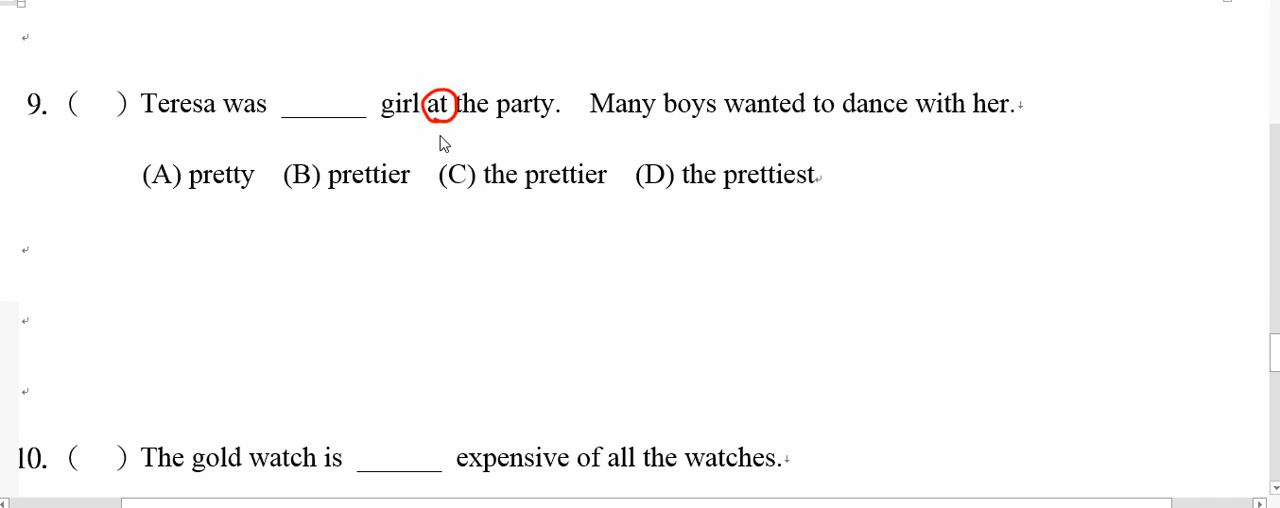 9. （　　） Teresa was ______ girl at the party. Many boys wanted to dance with her.
(A) pretty (B) prettier (C) the prettier (D) the prettiest
10. （　　） The gold watch is ______ expensive of all the watches.